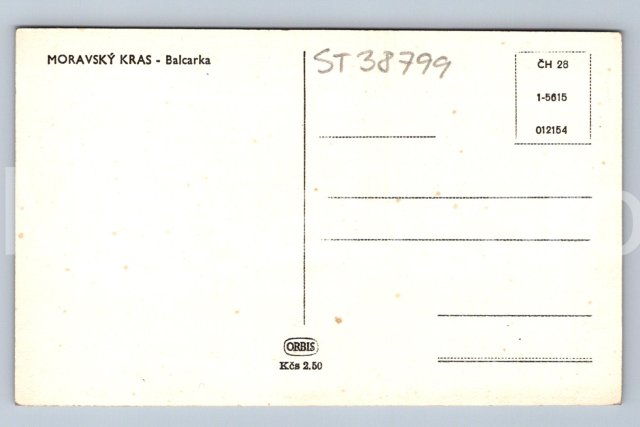 MORAVSKÝ KRAS - Balcarka
ST 38799
ČH 28
1-5615
012154
ORBIS
Kčs 2.50